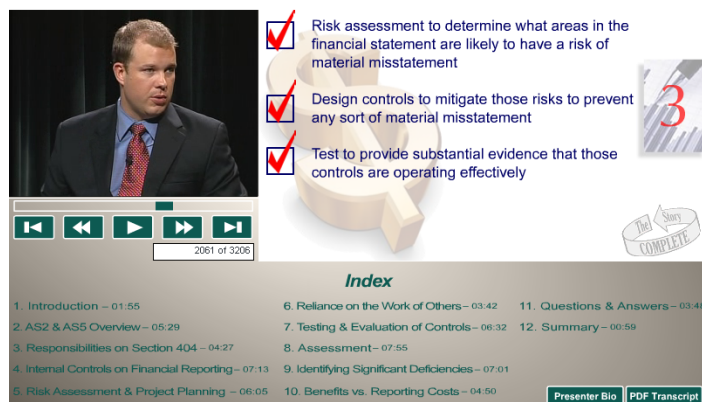 Risk assessment to determine what areas in the
financial statement are likely to have a risk of
material misstatement
Design controls to mitigate those risks to prevent
any sort of material misstatement
Test to provide substantial evidence that those
controls are operating effectively
3
The Story
COMPLETE
2061 of 3206
Index
1. Introduction – 01:55
2. AS2 & AS5 Overview – 05:29
3. Responsibilities on Section 404 – 04:27
4. Internal Controls on Financial Reporting – 07:13
5. Risk Assessment & Project Planning – 06:05
6. Reliance on the Work of Others – 03:42
7. Testing & Evaluation of Controls – 06:32
8. Assessment – 07:55
9. Identifying Significant Deficiencies – 07:01
10. Benefits vs. Reporting Costs – 04:50
11. Questions & Answers –
12. Summary – 00:59
Presenter Bio
PDF Transcript